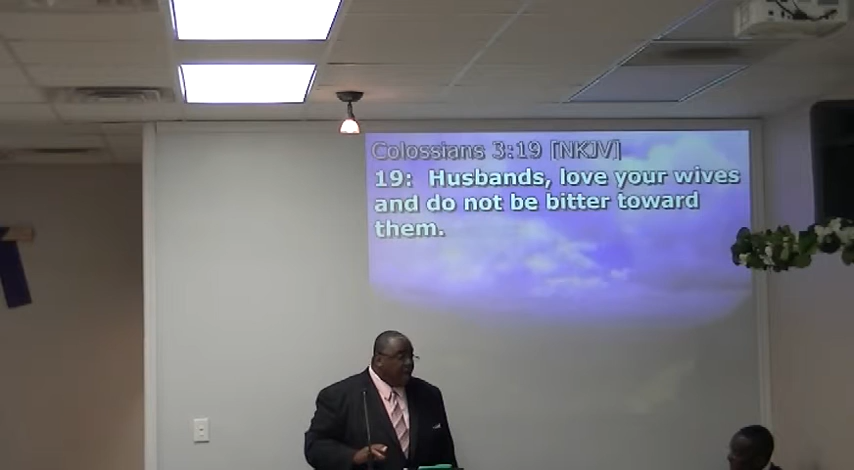 Colossians 3:19 [NKJV]
19: Husbands, love your wives
and do not be bitter toward
them.